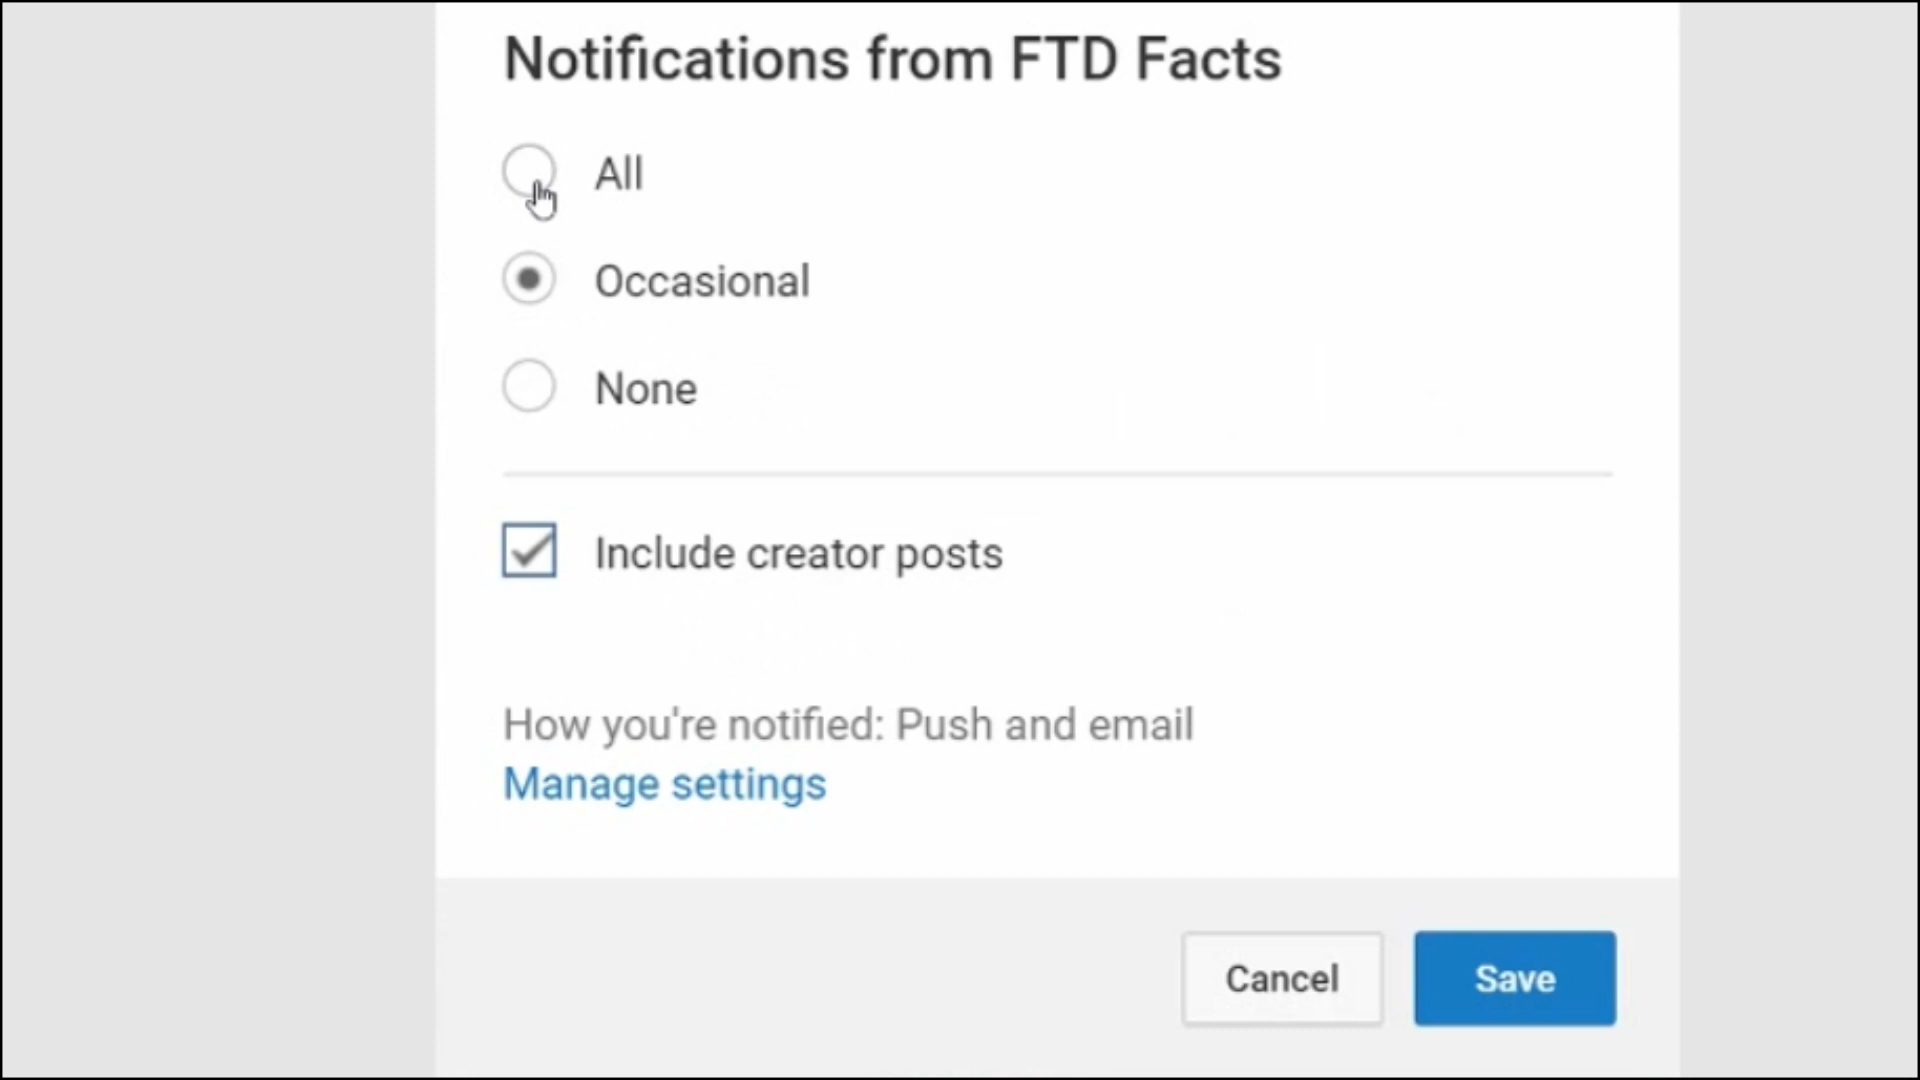 Notifications from FTD Facts
All
Occasional
None
Include creator posts
How you're notified: Push and email
Manage settings
Cancel
Save